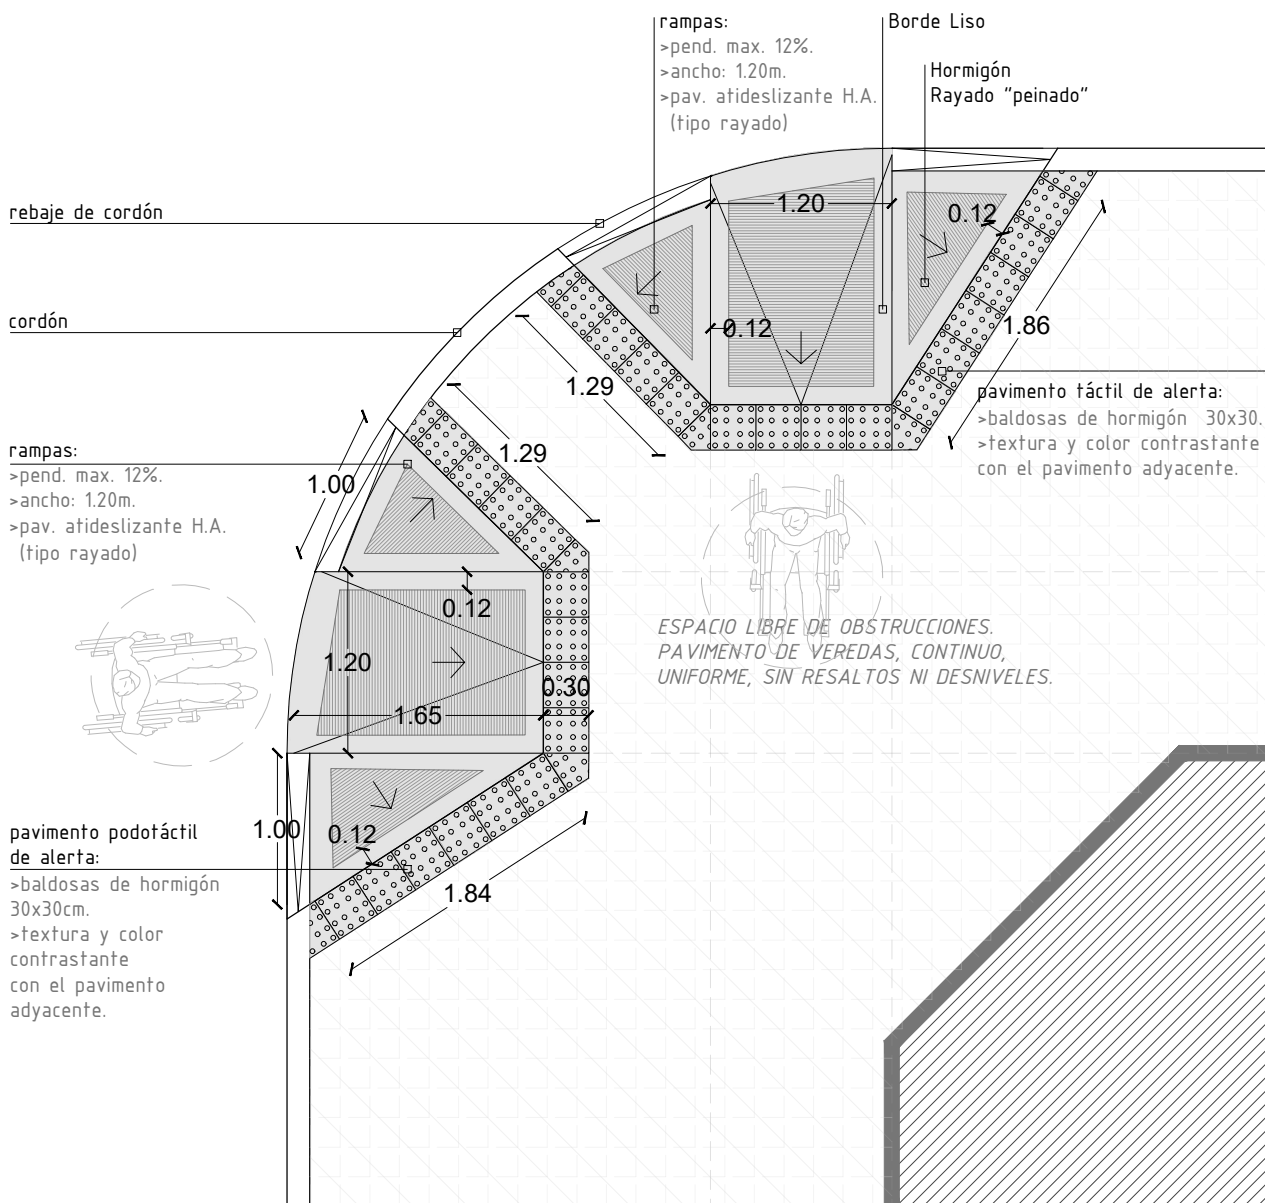 rampas:
>pend. max. 12%.
>ancho: 1.20m.
>pav. atideslizante H.A.
(tipo rayado)
Borde Liso
Hormigón
Rayado "peinado"
rebaje de cordón
cordón
1.20
0.12
0.12
1.86
1.29
1.29
pavimento táctil de alerta:
>baldosas de hormigón 30x30.
>textura y color contrastante
con el pavimento adyacente.
rampas:
>pend. max. 12%.
>ancho: 1.20m.
>pav. atideslizante H.A.
(tipo rayado)
1.00
0.12
1.20
0.30
1.65
ESPACIO LIBRE DE OBSTRUCCIONES.
PAVIMENTO DE VEREDAS, CONTINUO,
UNIFORME, SIN RESALTOS NI DESNIVELES.
1.00
0.12
1.84
pavimento podotáctil
de alerta:
>baldosas de hormigón
30x30cm.
>textura y color
contrastante
con el pavimento
adyacente.